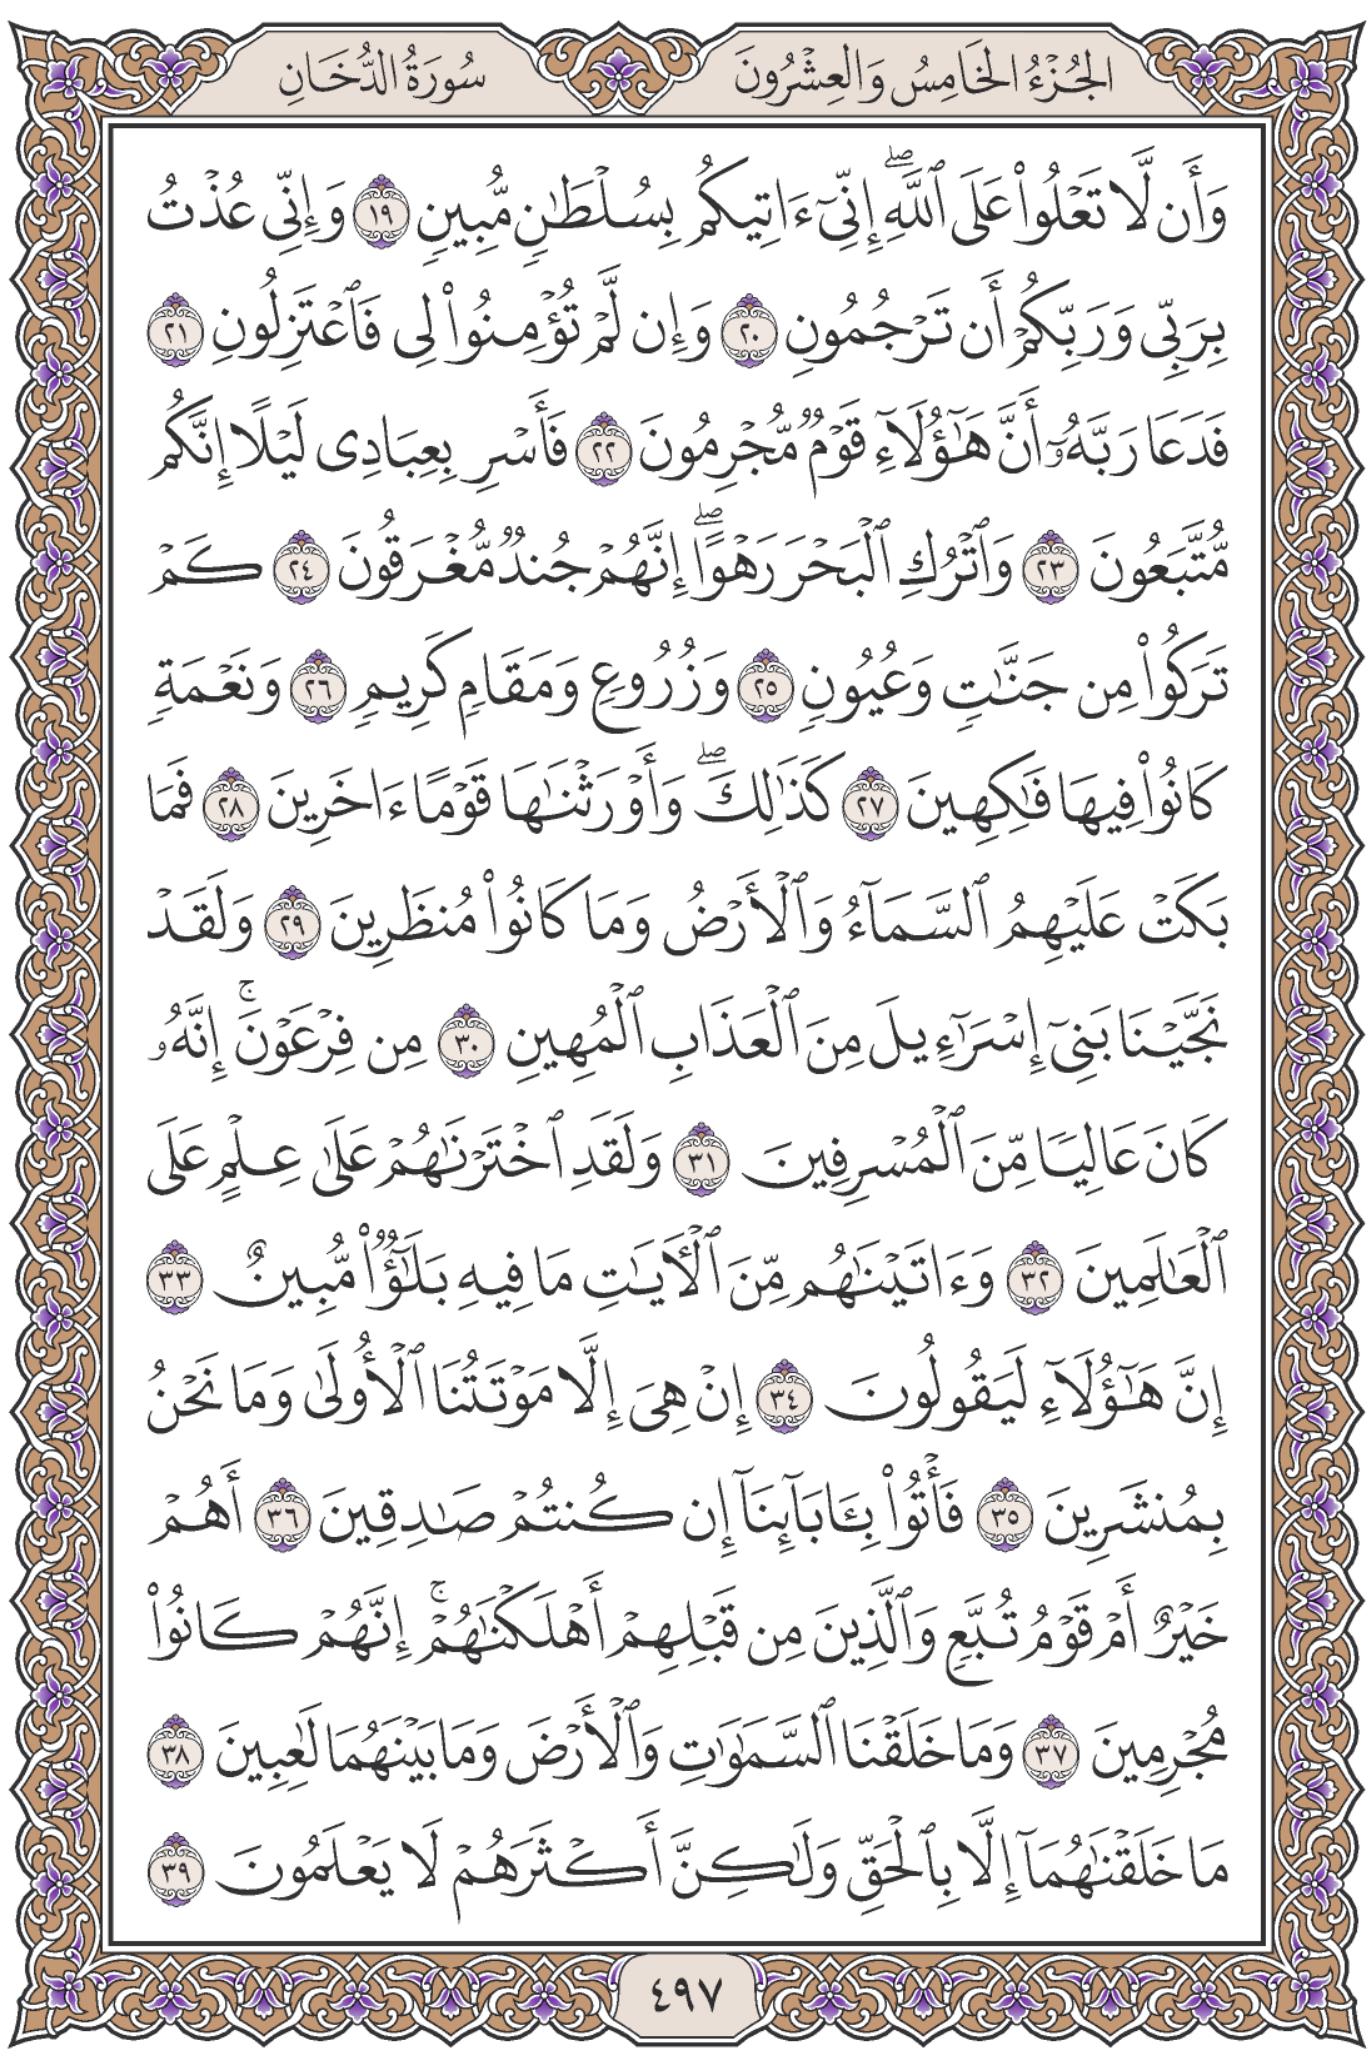 الجُزْءُ الخَامِسُ وَالعِشْرُونَ
سُورَةُ الدُّخَانِ
وَأَن لَّا تَعْلُوا۟ عَلَى ٱللَّهِ ۖ إِنِّىٓ ءَاتِيكُم بِسُلْطَـٰنٍ مُّبِينٍ ١٩ وَإِنِّى عُذْتُ
بِرَبِّى وَرَبِّكُمْ أَن تَرْجُمُونِ ٢٠ وَإِن لَّمْ تُؤْمِنُوا۟ لِى فَٱعْتَزِلُونِ ٢١
فَدَعَا رَبَّهُۥٓ أَنَّ هَـٰٓؤُلَآءِ قَوْمٌ مُّجْرِمُونَ ٢٢ فَأَسْرِ بِعِبَادِى لَيْلًا إِنَّكُم
مُّتَّبَعُونَ ٢٣ وَٱتْرُكِ ٱلْبَحْرَ رَهْوًا ۖ إِنَّهُمْ جُندٌ مُّغْرَقُونَ ٢٤ كَمْ
تَرَكُوا۟ مِن جَنَّـٰتٍ وَعُيُونٍ ٢٥ وَزُرُوعٍ وَمَقَامٍ كَرِيمٍ ٢٦ وَنَعْمَةٍ
كَانُوا۟ فِيهَا فَـٰكِهِينَ ٢٧ كَذَٰلِكَ ۖ وَأَوْرَثْنَـٰهَا قَوْمًا ءَاخَرِينَ ٢٨ فَمَا
بَكَتْ عَلَيْهِمُ ٱلسَّمَآءُ وَٱلْأَرْضُ وَمَا كَانُوا۟ مُنظَرِينَ ٢٩ وَلَقَدْ
نَجَّيْنَا بَنِىٓ إِسْرَٰٓءِيلَ مِنَ ٱلْعَذَابِ ٱلْمُهِينِ ٣٠ مِن فِرْعَوْنَ ۚ إِنَّهُۥ
كَانَ عَالِيًا مِّنَ ٱلْمُسْرِفِينَ ٣١ وَلَقَدِ ٱخْتَرْنَـٰهُمْ عَلَىٰ عِلْمٍ عَلَى
ٱلْعَـٰلَمِينَ ٣٢ وَءَاتَيْنَـٰهُم مِّنَ ٱلْـَٔايَـٰتِ مَا فِيهِ بَلَـٰٓؤٌا۟ مُّبِينٌ ٣٣
إِنَّ هَـٰٓؤُلَآءِ لَيَقُولُونَ ٣٤ إِنْ هِىَ إِلَّا مَوْتَتُنَا ٱلْأُولَىٰ وَمَا نَحْنُ
بِمُنشَرِينَ ٣٥ فَأْتُوا۟ بِـَٔابَآئِنَآ إِن كُنتُمْ صَـٰدِقِينَ ٣٦ أَهُمْ
خَيْرٌ أَمْ قَوْمُ تُبَّعٍ وَٱلَّذِينَ مِن قَبْلِهِمْ أَهْلَكْنَـٰهُمْ ۚ إِنَّهُمْ كَانُوا۟
مُجْرِمِينَ ٣٧ وَمَا خَلَقْنَا ٱلسَّمَـٰوَٰتِ وَٱلْأَرْضَ وَمَا بَيْنَهُمَا لَـٰعِبِينَ ٣٨
مَا خَلَقْنَـٰهُمَآ إِلَّا بِٱلْحَقِّ وَلَـٰكِنَّ أَكْثَرَهُمْ لَا يَعْلَمُونَ ٣٩
٤٩٧